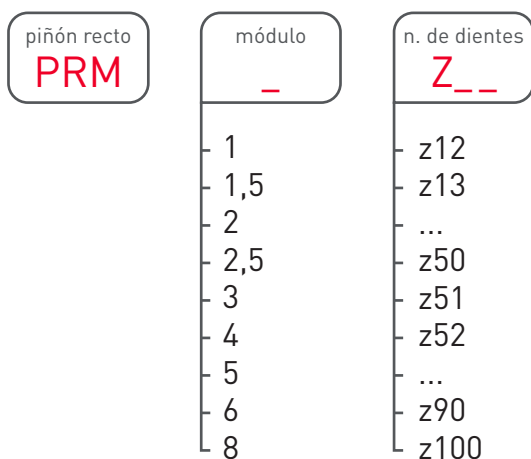 piñón recto
PRM
módulo
_
1
1,5
2
2,5
3
4
5
6
8
n. de dientes
Z_ _
z12
z13
...
z50
z51
z52
...
z90
z100